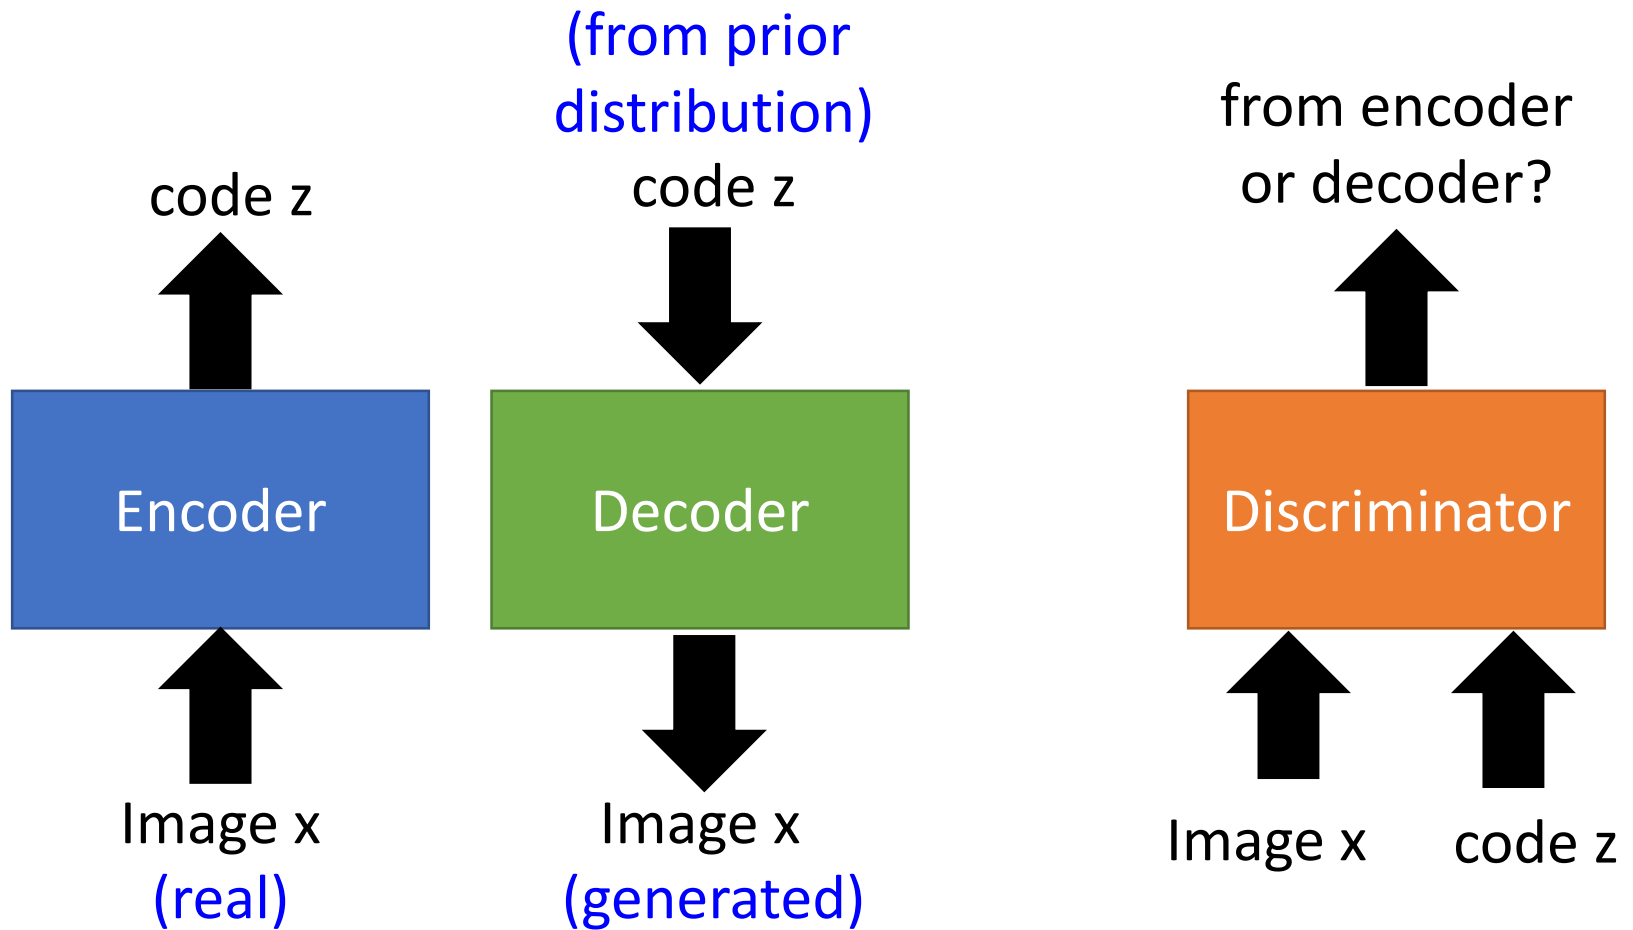 code z
Encoder
Image x
(real)
(from prior
distribution)
code z
Decoder
Image x
(generated)
from encoder
or decoder?
Discriminator
Image x
code z